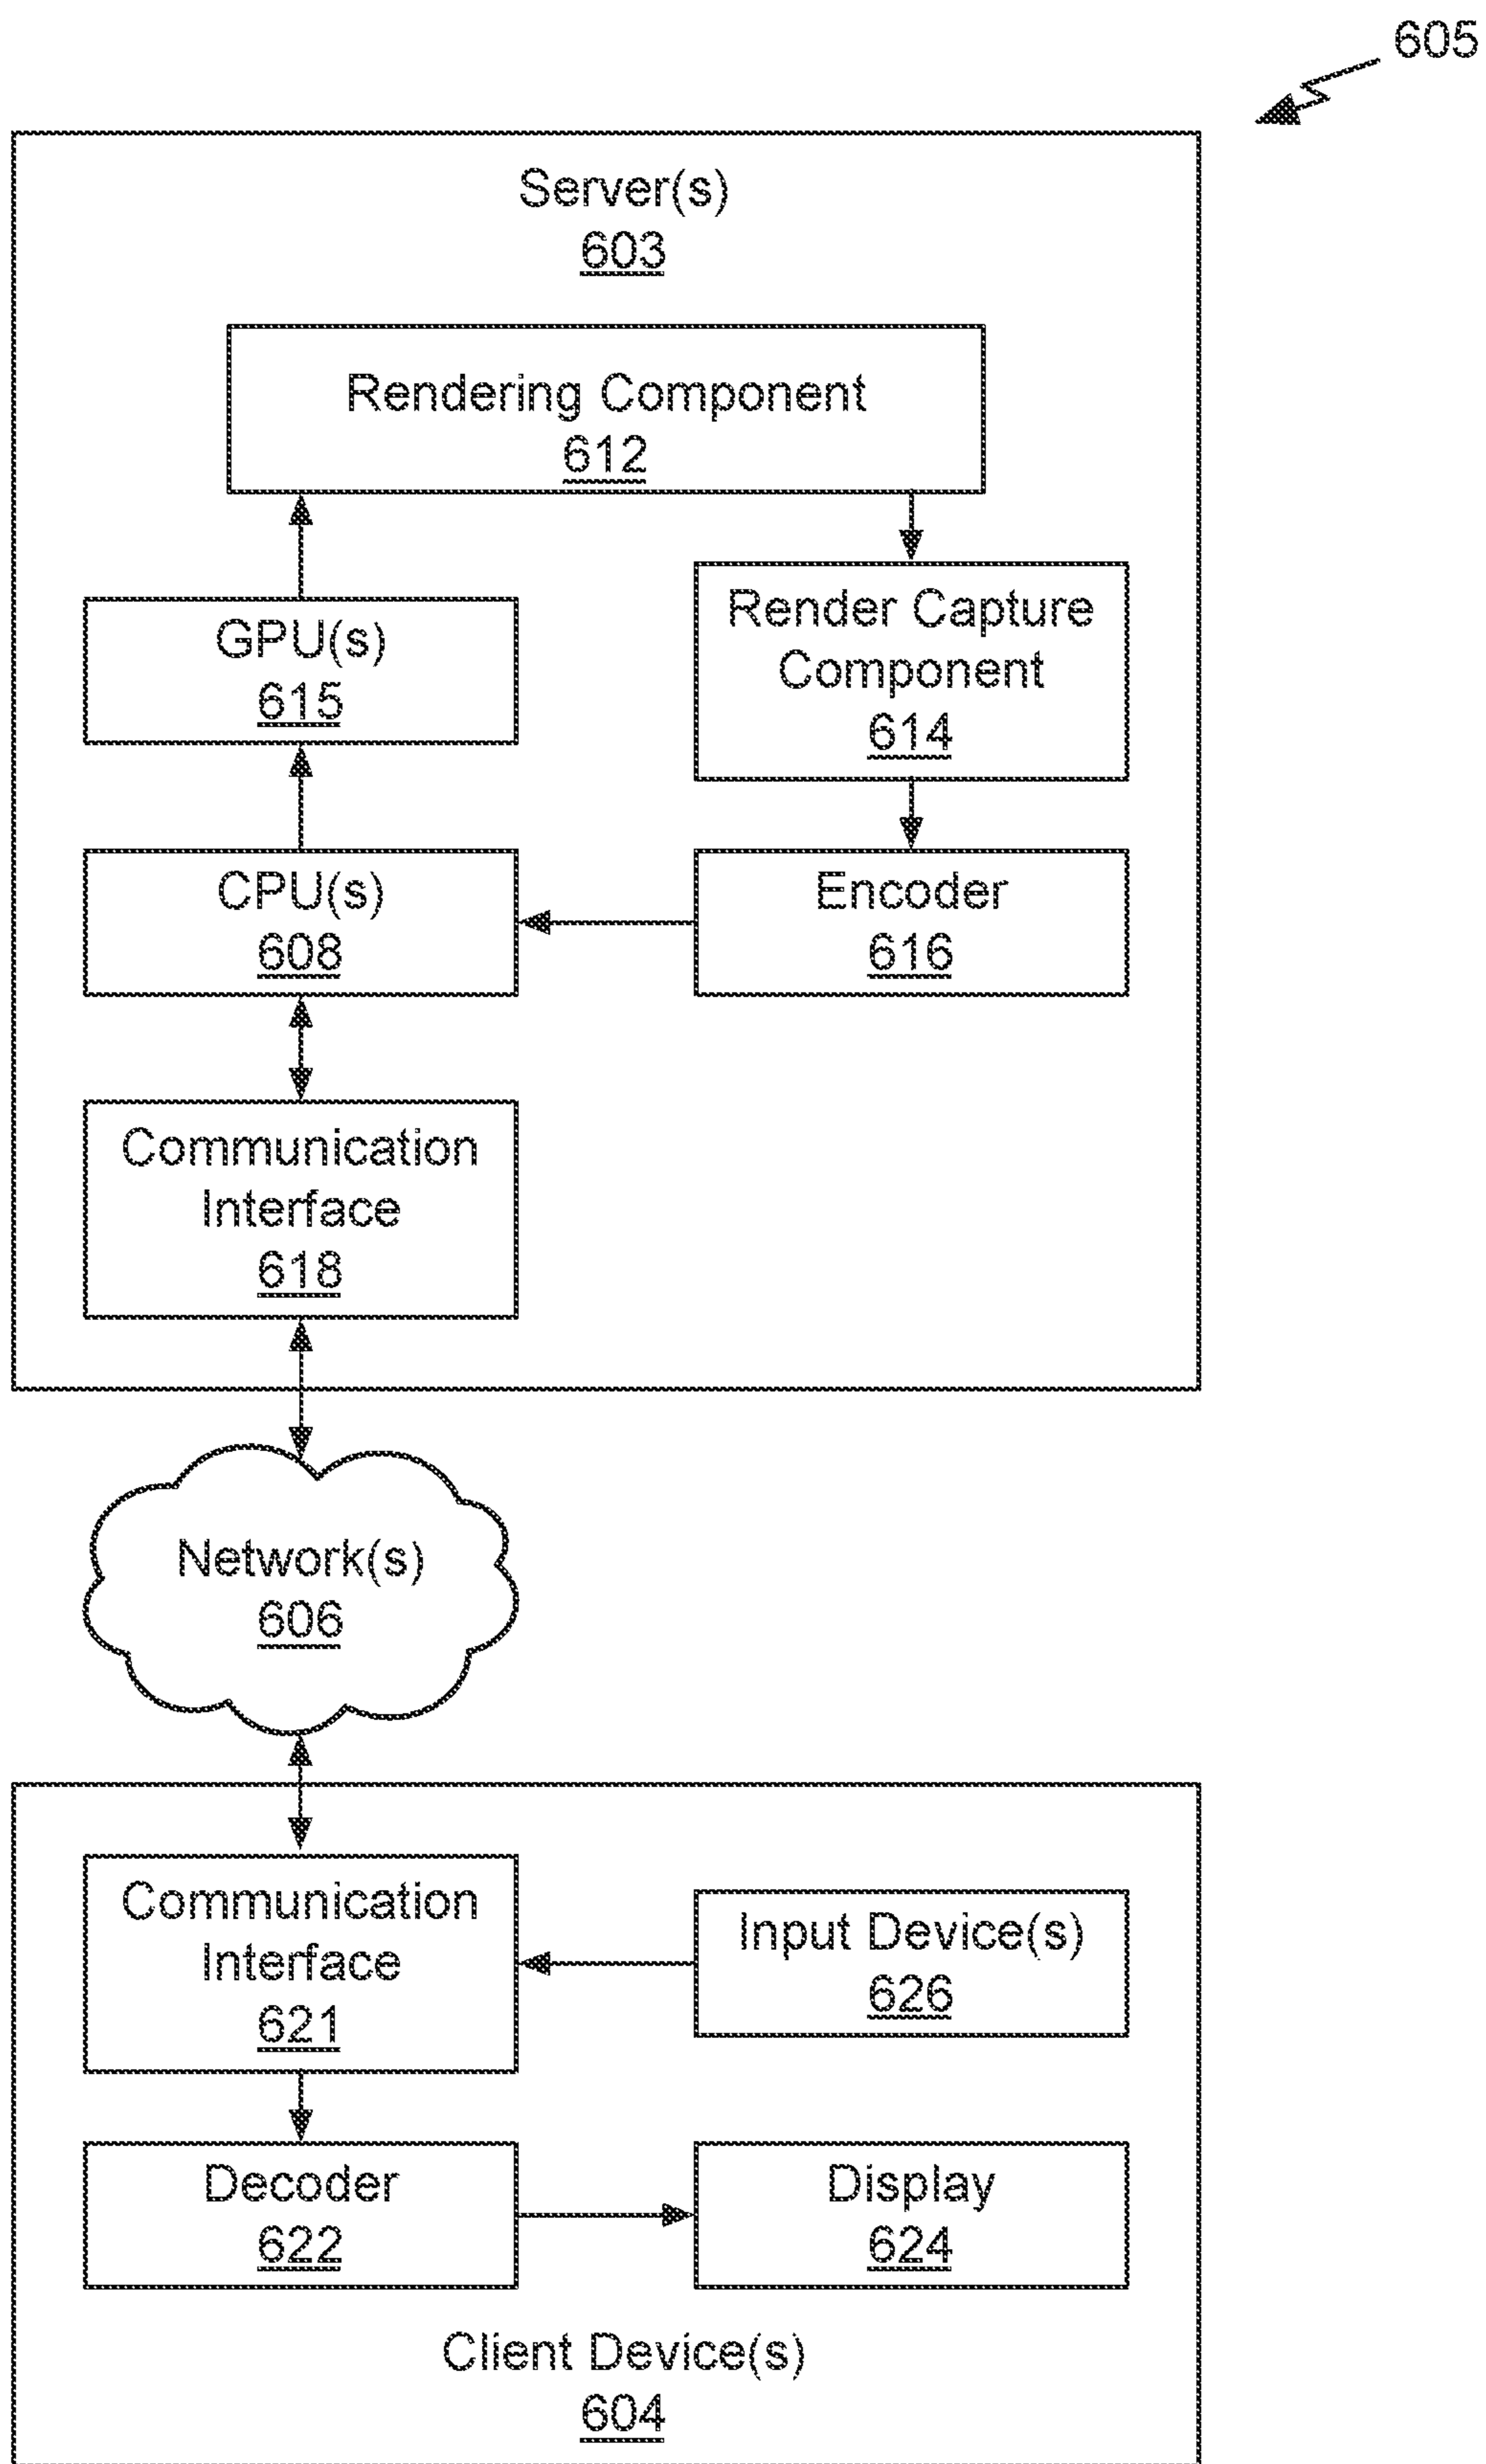 605
Server(s)
603
Rendering Component
612
GPU(s)
615
Render Capture
Component
614
CPU(s)
608
Encoder
616
Communication
Interface
618
Network(s)
606
Communication
Interface
621
Input Device(s)
626
Decoder
622
Display
624
Client Device(s)
604